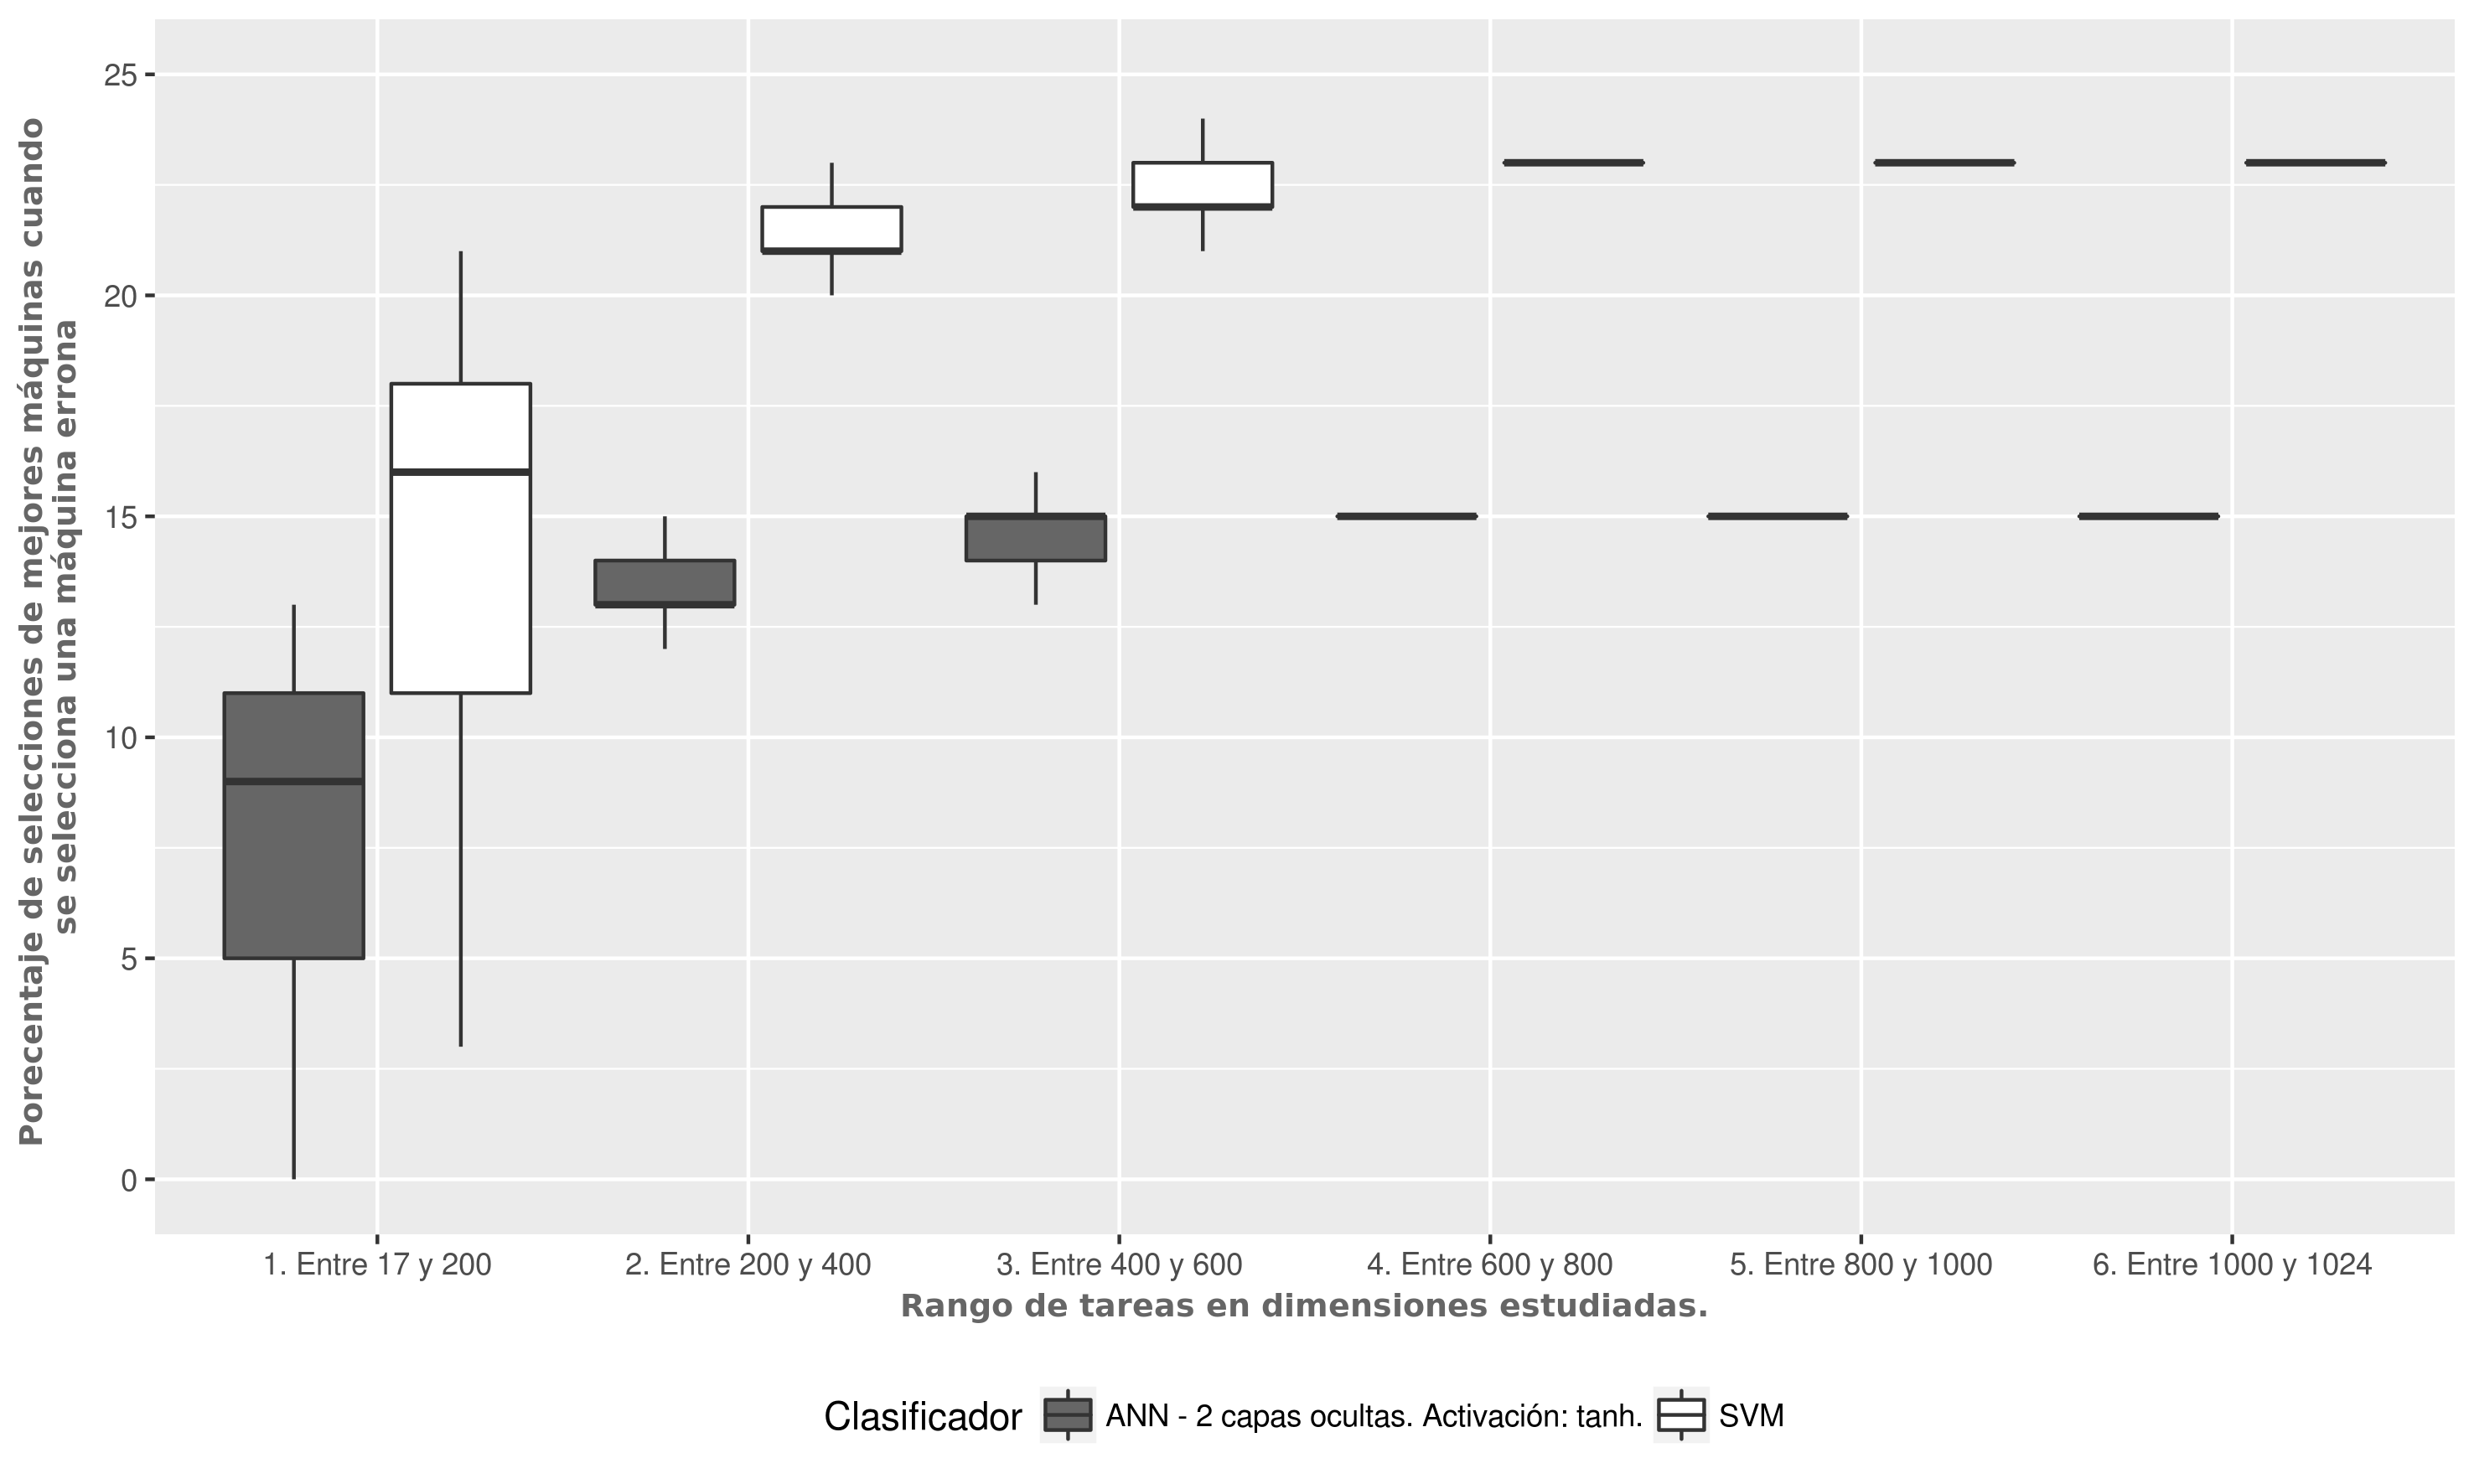 Porecentaje de selecciones de mejores máquinas cuando
se selecciona una máquina errona
25
20
15
10
5
0
1. Entre 17 y 200
2. Entre 200 y 400
3. Entre 400 y 600
4. Entre 600 y 800
5. Entre 800 y 1000
6. Entre 1000 y 1024
Rango de tareas en dimensiones estudiadas.
Clasificador
ANN - 2 capas ocultas. Activación: tanh.
SVM